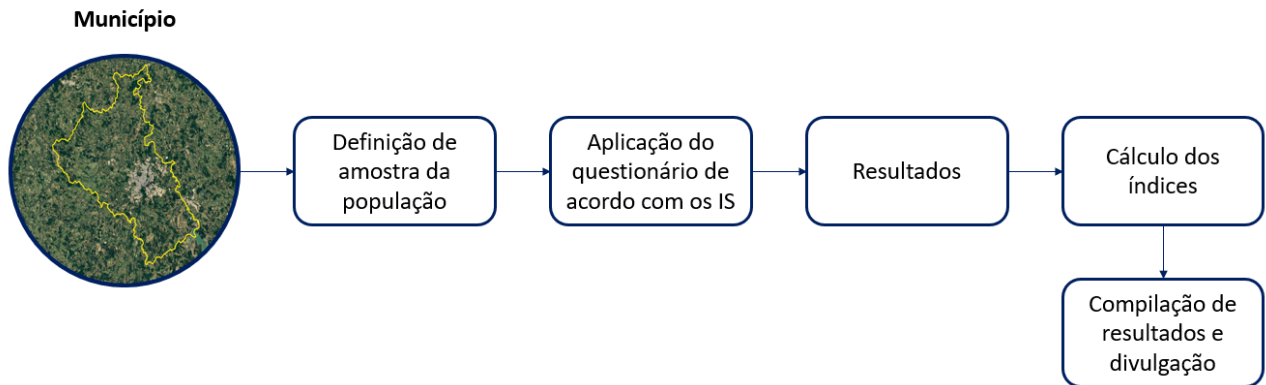 Município
Definição de
amostra da
população
Aplicação do
questionário de
acordo com os IS
Resultados
Cálculo dos
índices
Compilação de
resultados e
divulgação